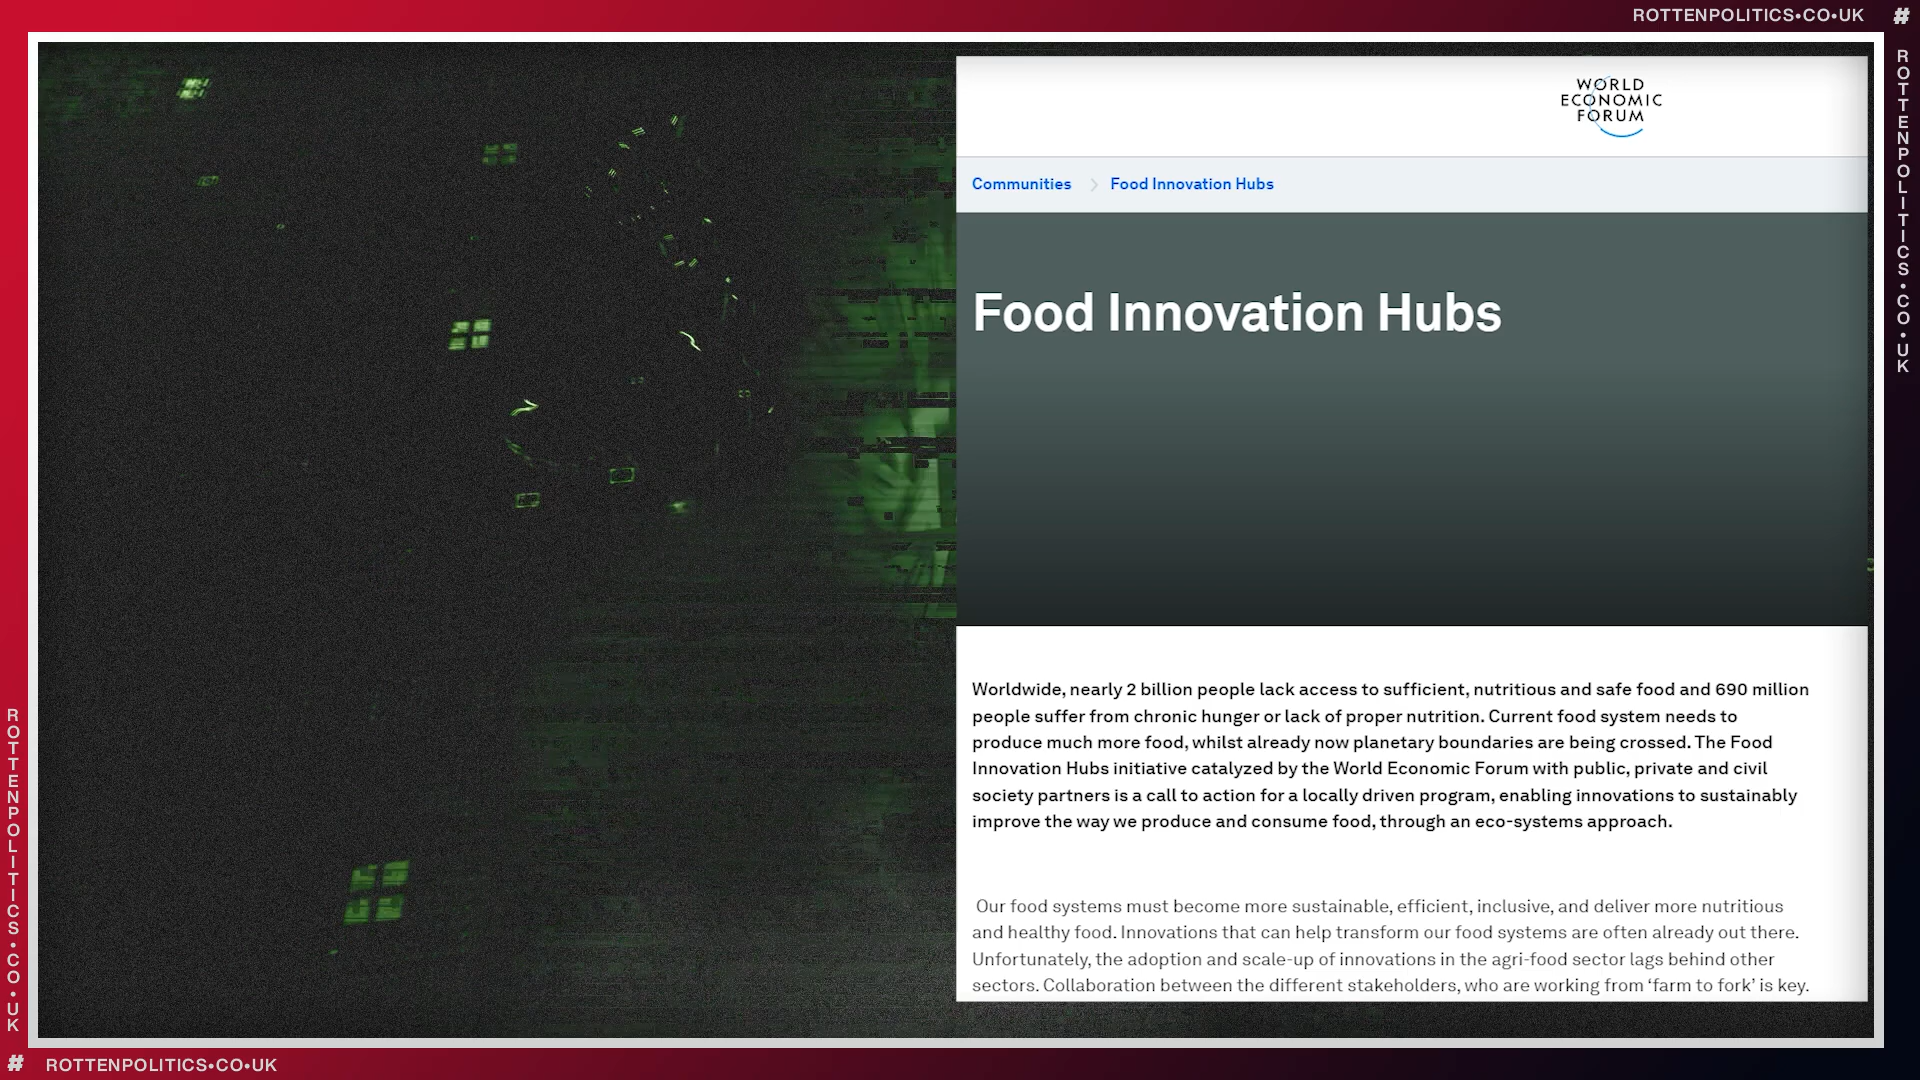 ROTTENPOLITICS•CO•UK #
ROTTENPOLITICS•CO•UK
WORLD
ECONOMIC
FORUM
Communities > Food Innovation Hubs
Food Innovation Hubs
Worldwide, nearly 2 billion people lack access to sufficient, nutritious and safe food and 690 million
people suffer from chronic hunger or lack of proper nutrition. Current food system needs to
produce much more food, whilst already now planetary boundaries are being crossed. The Food
Innovation Hubs initiative catalyzed by the World Economic Forum with public, private and civil
society partners is a call to action for a locally driven program, enabling innovations to sustainably
improve the way we produce and consume food, through an eco-systems approach.
Our food systems must become more sustainable, efficient, inclusive, and deliver more nutritious
and healthy food. Innovations that can help transform our food systems are often already out there.
Unfortunately, the adoption and scale-up of innovations in the agri-food sector lags behind other
sectors. Collaboration between the different stakeholders, who are working from ‘farm to fork’ is key.
ROTTENPOLITICS•CO•UK
# ROTTENPOLITICS•CO•UK